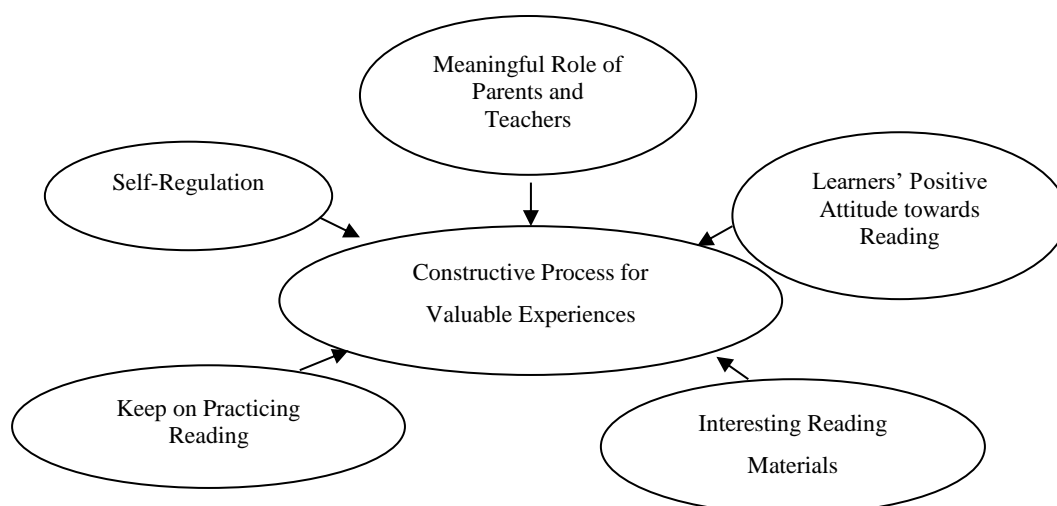 Meaningful Role of
Parents and
Teachers
Self-Regulation
Learners’ Positive
Attitude towards
Reading
Constructive Process for
Valuable Experiences
Keep on Practicing
Reading
Interesting Reading
Materials